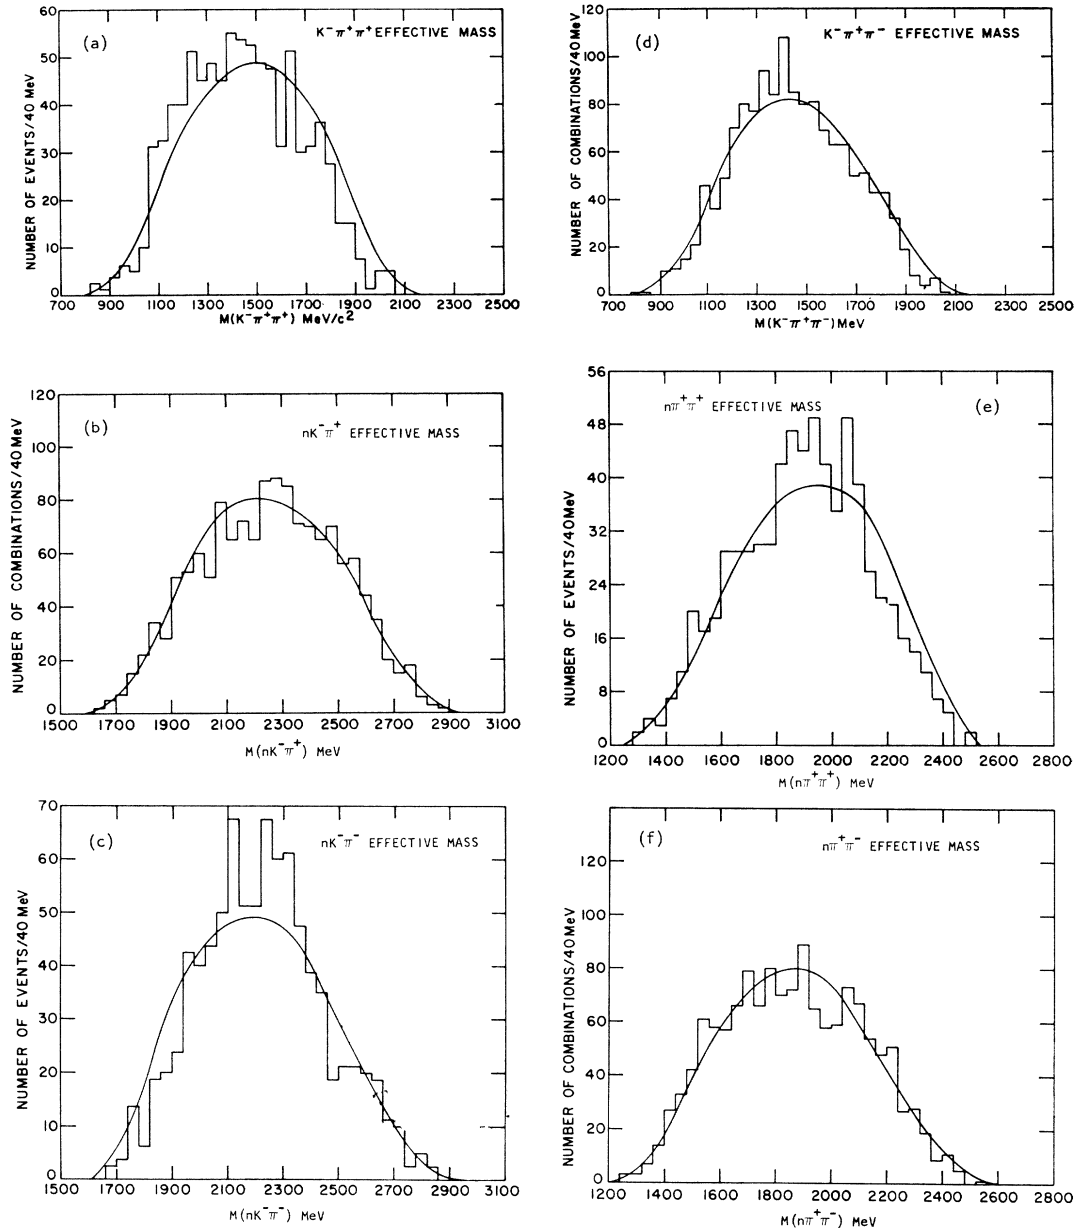 (a)
K⁻π⁺π⁺ EFFECTIVE MASS
NUMBER OF EVENTS/40 MeV
60
50
40
30
20
10
0
700 900 1100 1300 1500 1700 1900 2100 2300 2500
M(K⁻π⁺π⁺) MeV/c²
(d)
K⁻π⁺π⁻ EFFECTIVE MASS
NUMBER OF COMBINATIONS/40 MeV
120
100
80
60
40
20
0
700 900 1100 1300 1500 1700 1900 2100 2300 2500
M(K⁻π⁺π⁻) MeV
(b)
nK⁻π⁺ EFFECTIVE MASS
NUMBER OF COMBINATIONS/40 MeV
120
100
80
60
40
20
0
1500 1700 1900 2100 2300 2500 2700 2900 3100
M(nK⁻π⁺) MeV
(e)
nπ⁺π⁺ EFFECTIVE MASS
NUMBER OF EVENTS/40 MeV
56
48
40
32
24
16
8
0
1200 1400 1600 1800 2000 2200 2400 2600 2800
M(nπ⁺π⁺) MeV
(c)
nK⁻π⁻ EFFECTIVE MASS
NUMBER OF EVENTS/40 MeV
70
60
50
40
30
20
10
0
1500 1700 1900 2100 2300 2500 2700 2900 3100
M(nK⁻π⁻) MeV
(f)
nπ⁺π⁻ EFFECTIVE MASS
NUMBER OF COMBINATIONS/40 MeV
120
100
80
60
40
20
0
1200 1400 1600 1800 2000 2200 2400 2600 2800
M(nπ⁺π⁻) MeV